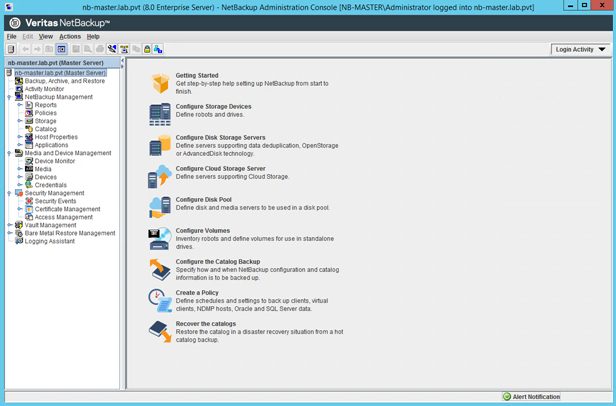 nb-master.lab.pvt (8.0 Enterprise Server) - NetBackup Administration Console [NB-MASTER\Administrator logged into nb-master.lab.pvt]
Veritas NetBackup™
File Edit View Actions Help
Login Activity
nb-master.lab.pvt (Master Server)
nb-master.lab.pvt (Master Server)
Backup, Archive, and Restore
Activity Monitor
NetBackup Management
Reports
Policies
Storage
Catalog
Host Properties
Applications
Media and Device Management
Device Monitor
Media
Devices
Credentials
Security Management
Security Events
Certificate Management
Access Management
Vault Management
Bare Metal Restore Management
Logging Assistant
Getting Started
Get step-by-step help setting up NetBackup from start to
finish.
Configure Storage Devices
Define robots and drives.
Configure Disk Storage Servers
Define servers supporting data deduplication, OpenStorage
or AdvancedDisk technology.
Configure Cloud Storage Server
Define servers supporting Cloud Storage.
Configure Disk Pool
Define disk and media servers to be used in a disk pool.
Configure Volumes
Inventory robots and define volumes for use in standalone
drives.
Configure the Catalog Backup
Specify how and when NetBackup configuration and catalog
information is to be backed up.
Create a Policy
Define schedules and settings to back up clients, virtual
clients, NDMP hosts, Oracle and SQL Server data.
Recover the catalogs
Restore the catalog in a disaster recovery situation from a hot
catalog backup.
Alert Notification